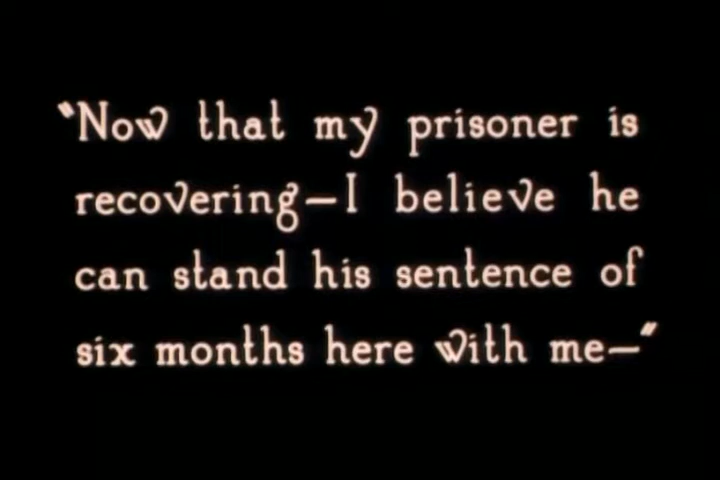 "Now that my prisoner is
recovering—I believe he
can stand his sentence of
six months here with me—"